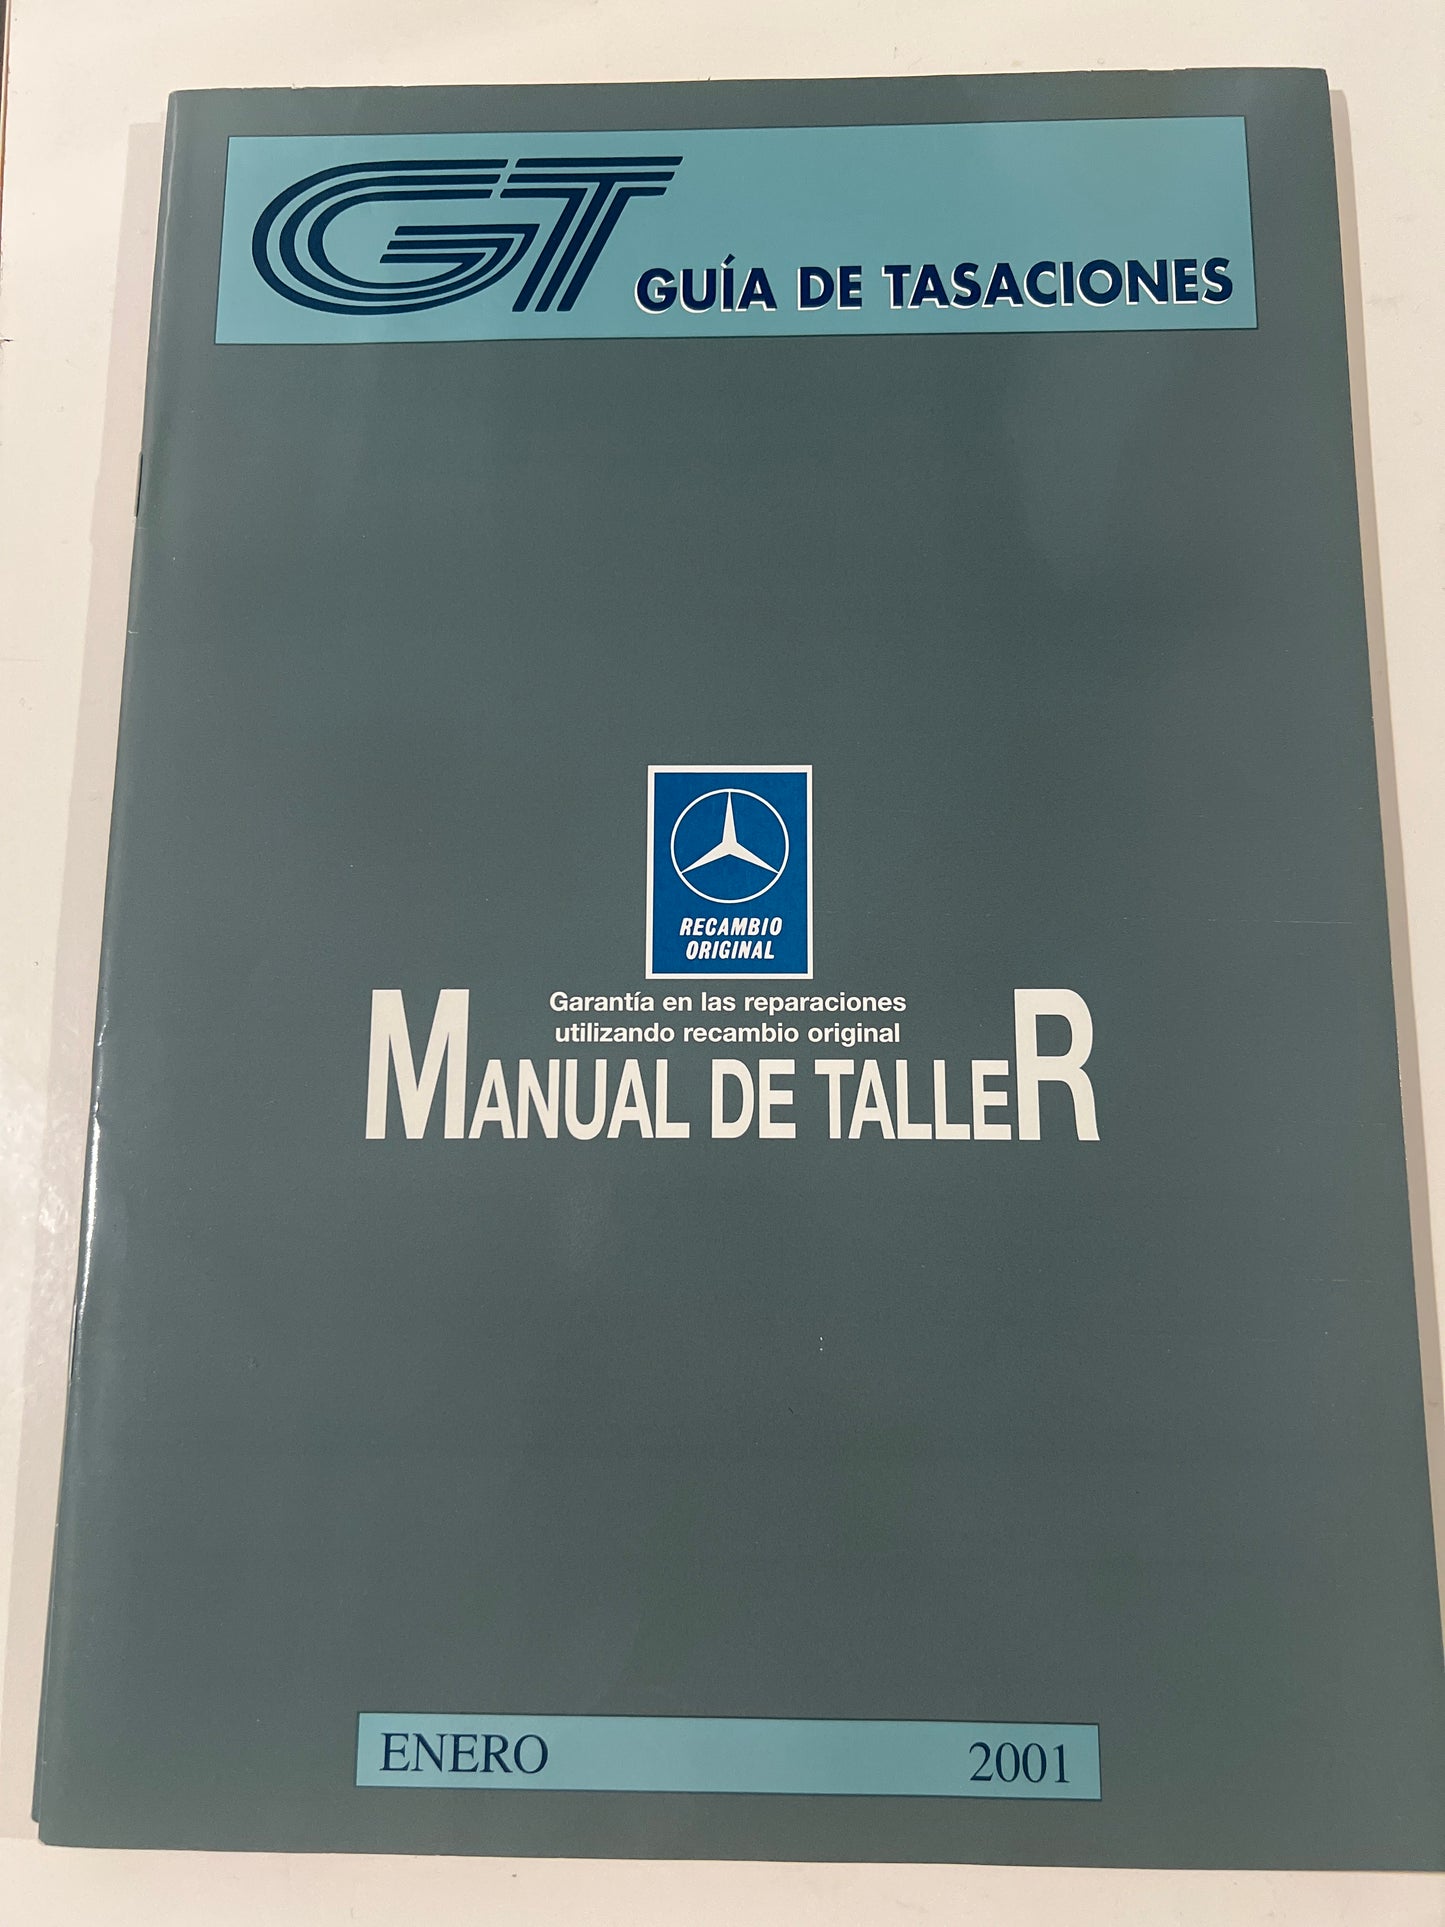 GT GUÍA DE TASACIONES
RECAMBIO
ORIGINAL
Garantía en las reparaciones
utilizando recambio original
MANUAL DE TALLER
ENERO 2001